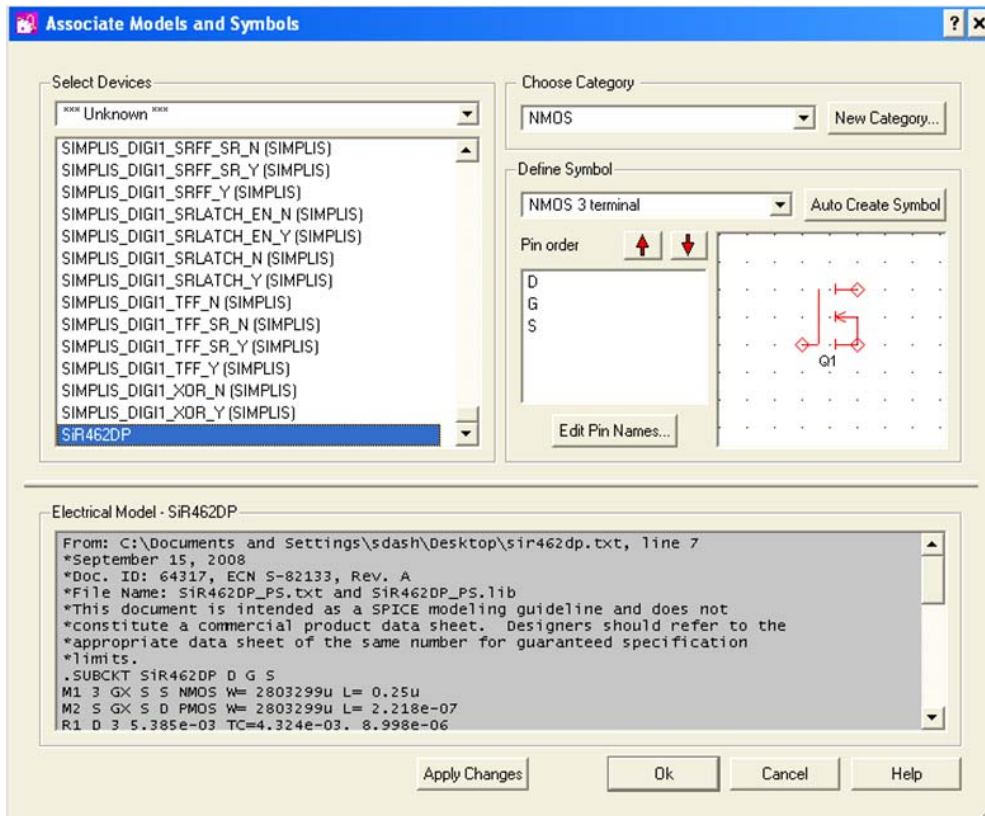 Associate Models and Symbols
Select Devices
*** Unknown ***
SIMPLIS_DIGI1_SRFF_SR_N (SIMPLIS)
SIMPLIS_DIGI1_SRFF_SR_Y (SIMPLIS)
SIMPLIS_DIGI1_SRFF_Y (SIMPLIS)
SIMPLIS_DIGI1_SRLATCH_EN_N (SIMPLIS)
SIMPLIS_DIGI1_SRLATCH_EN_Y (SIMPLIS)
SIMPLIS_DIGI1_SRLATCH_N (SIMPLIS)
SIMPLIS_DIGI1_SRLATCH_Y (SIMPLIS)
SIMPLIS_DIGI1_TFF_N (SIMPLIS)
SIMPLIS_DIGI1_TFF_SR_N (SIMPLIS)
SIMPLIS_DIGI1_TFF_SR_Y (SIMPLIS)
SIMPLIS_DIGI1_TFF_Y (SIMPLIS)
SIMPLIS_DIGI1_XOR_N (SIMPLIS)
SIMPLIS_DIGI1_XOR_Y (SIMPLIS)
SiR462DP
Choose Category
NMOS
New Category...
Define Symbol
NMOS 3 terminal
Auto Create Symbol
Pin order
D
G
S
Q1
Edit Pin Names...
Electrical Model - SiR462DP
From: C:\Documents and Settings\sdash\Desktop\sir462dp.txt, line 7
*September 15, 2008
*Doc. ID: 64317, ECN S-82133, Rev. A
*File Name: SiR462DP_PS.txt and SiR462DP_PS.lib
*This document is intended as a SPICE modeling guideline and does not
*constitute a commercial product data sheet.  Designers should refer to the
*appropriate data sheet of the same number for guaranteed specification
*limits.
.SUBCKT SiR462DP D G S
M1 3 GX S S NMOS W= 2803299u L= 0.25u
M2 S GX S D PMOS W= 2803299u L= 2.218e-07
R1 D 3 5.385e-03 TC=4.324e-03, 8.998e-06
Apply Changes
Ok
Cancel
Help